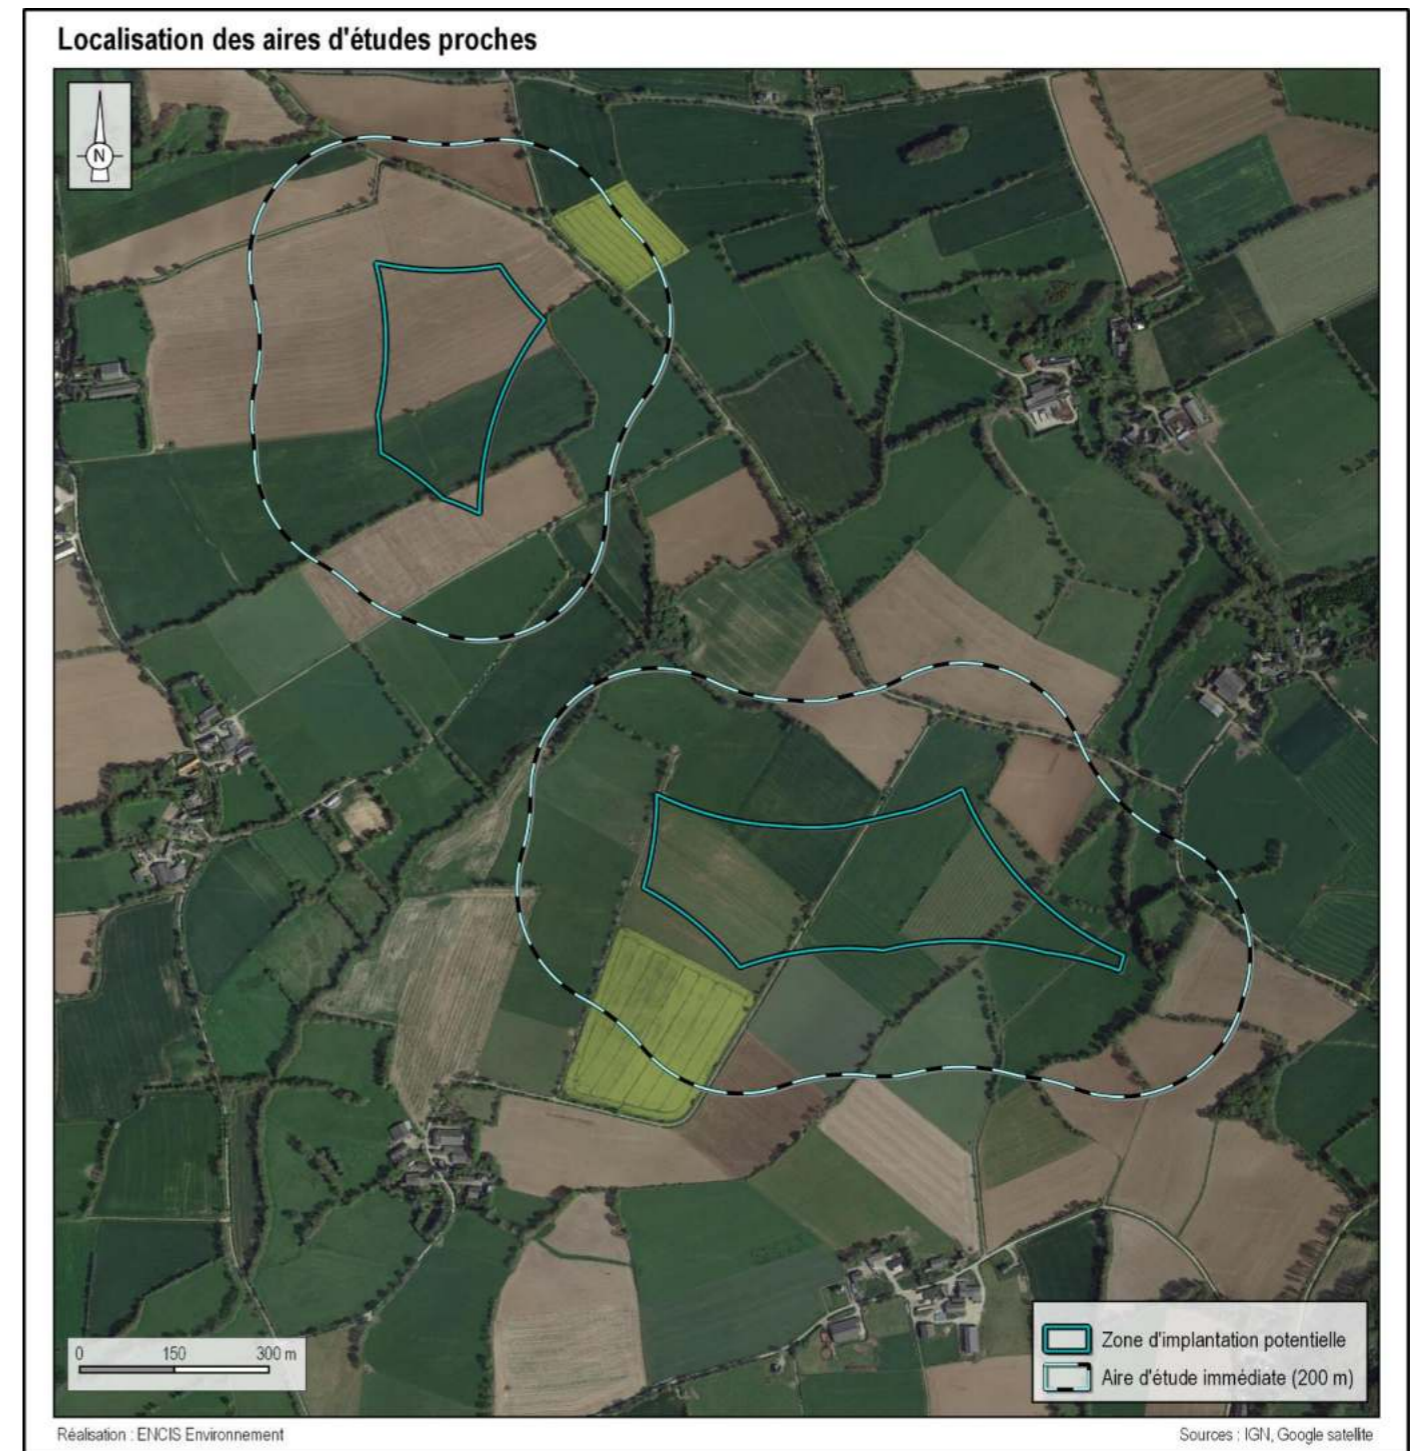 Localisation des aires d'études proches
N
0 150 300 m
Zone d'implantation potentielle
Aire d'étude immédiate (200 m)
Réalisation : ENCIS Environnement
Sources : IGN, Google satellite